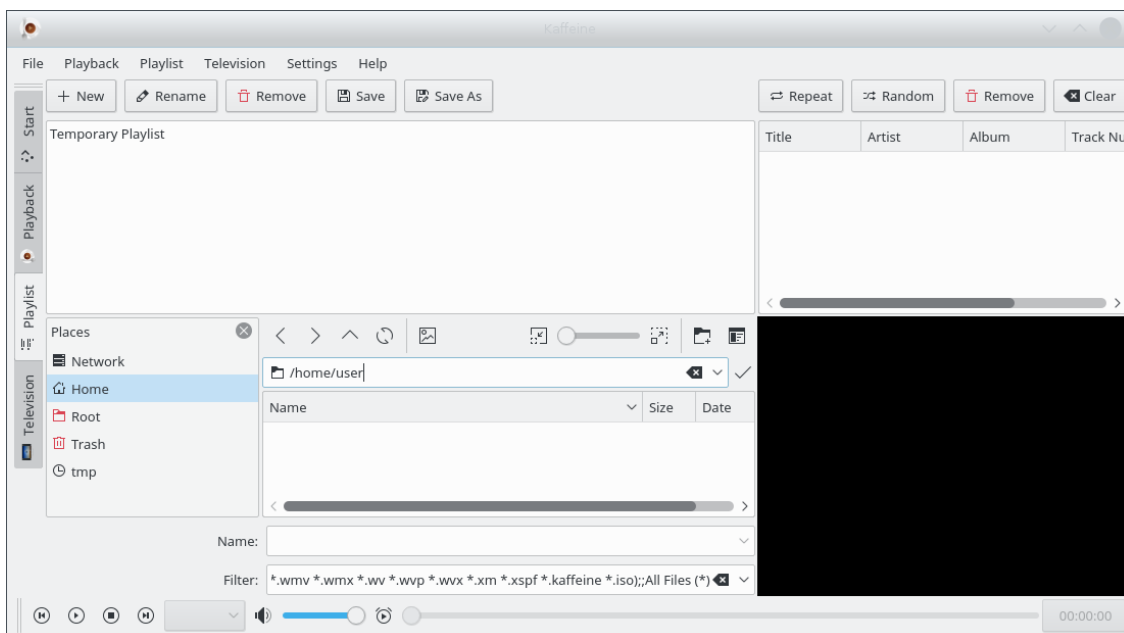 Kaffeine
File Playback Playlist Television Settings Help
New Rename Remove Save Save As Repeat Random Remove Clear
Start
Playback
Playlist
Television
Temporary Playlist
Title Artist Album Track Nu
Places
Network
Home
Root
Trash
tmp
/home/user
Name Size Date
Name:
Filter: *.wmv *.wmx *.wv *.wvp *.wvx *.xm *.xspf *.kaffeine *.iso);;All Files (*)
00:00:00